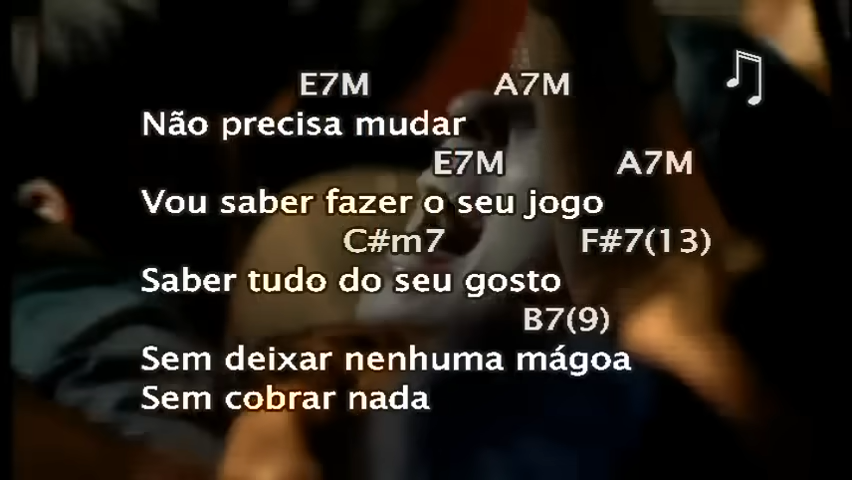 E7M A7M
Não precisa mudar
E7M A7M
Vou saber fazer o seu jogo
C#m7 F#7(13)
Saber tudo do seu gosto
B7(9)
Sem deixar nenhuma mágoa
Sem cobrar nada